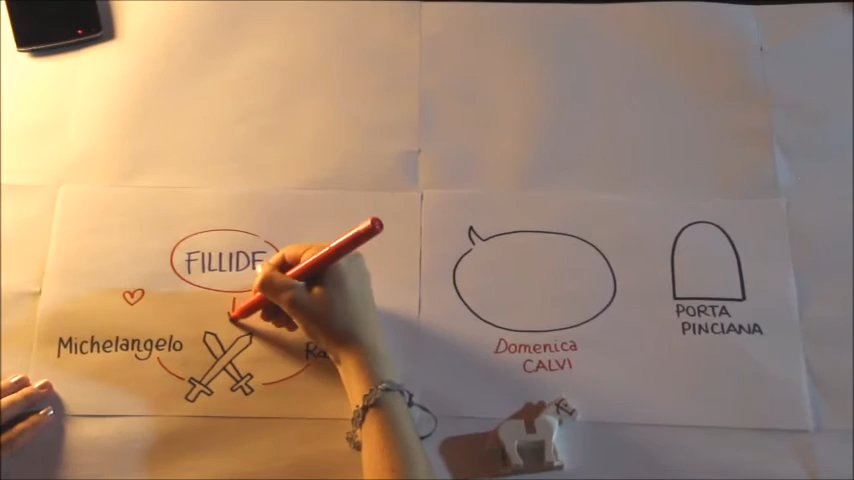 FILLIDE
Michelangelo
Domenica
CALVI
PORTA
PINCIANA